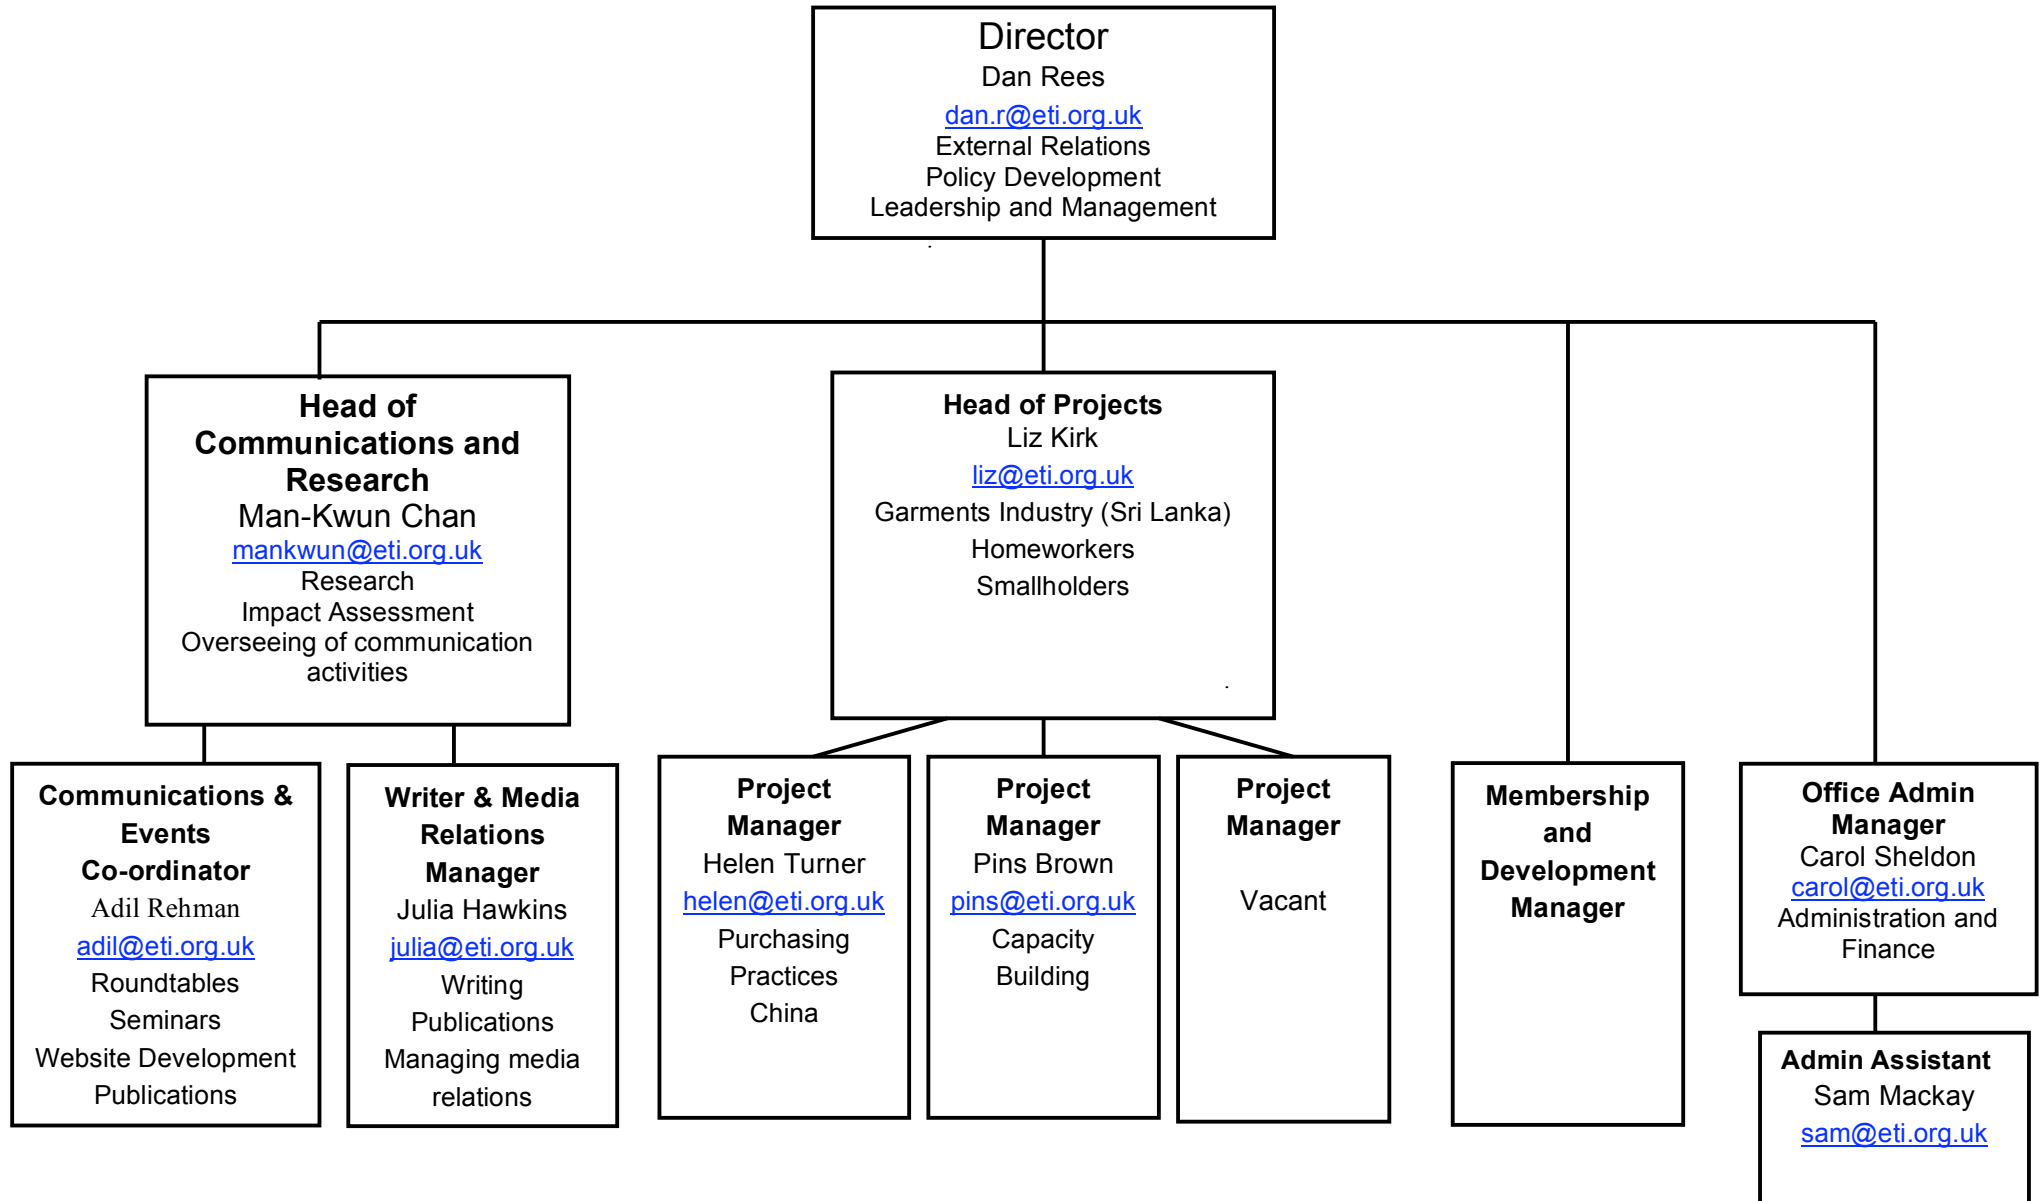 Director
Dan Rees
dan.r@eti.org.uk
External Relations
Policy Development
Leadership and Management
Head of
Communications and
Research
Man-Kwun Chan
mankwun@eti.org.uk
Research
Impact Assessment
Overseeing of communication
activities
Head of Projects
Liz Kirk
liz@eti.org.uk
Garments Industry (Sri Lanka)
Homeworkers
Smallholders
Communications &
Events
Co-ordinator
Adil Rehman
adil@eti.org.uk
Roundtables
Seminars
Website Development
Publications
Writer & Media
Relations
Manager
Julia Hawkins
julia@eti.org.uk
Writing
Publications
Managing media
relations
Project
Manager
Helen Turner
helen@eti.org.uk
Purchasing
Practices
China
Project
Manager
Pins Brown
pins@eti.org.uk
Capacity
Building
Project
Manager
Vacant
Membership
and
Development
Manager
Office Admin
Manager
Carol Sheldon
carol@eti.org.uk
Administration and
Finance
Admin Assistant
Sam Mackay
sam@eti.org.uk